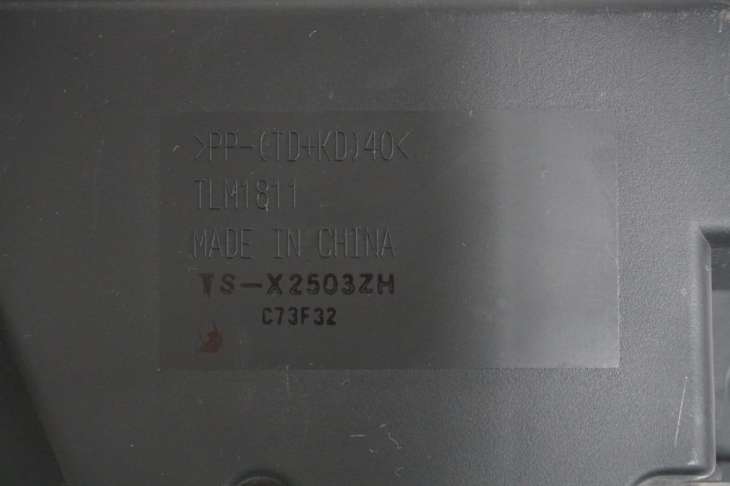 >PP-(TD+KD)40<
TLM1811
MADE IN CHINA
TS-X2503ZH
C73F32